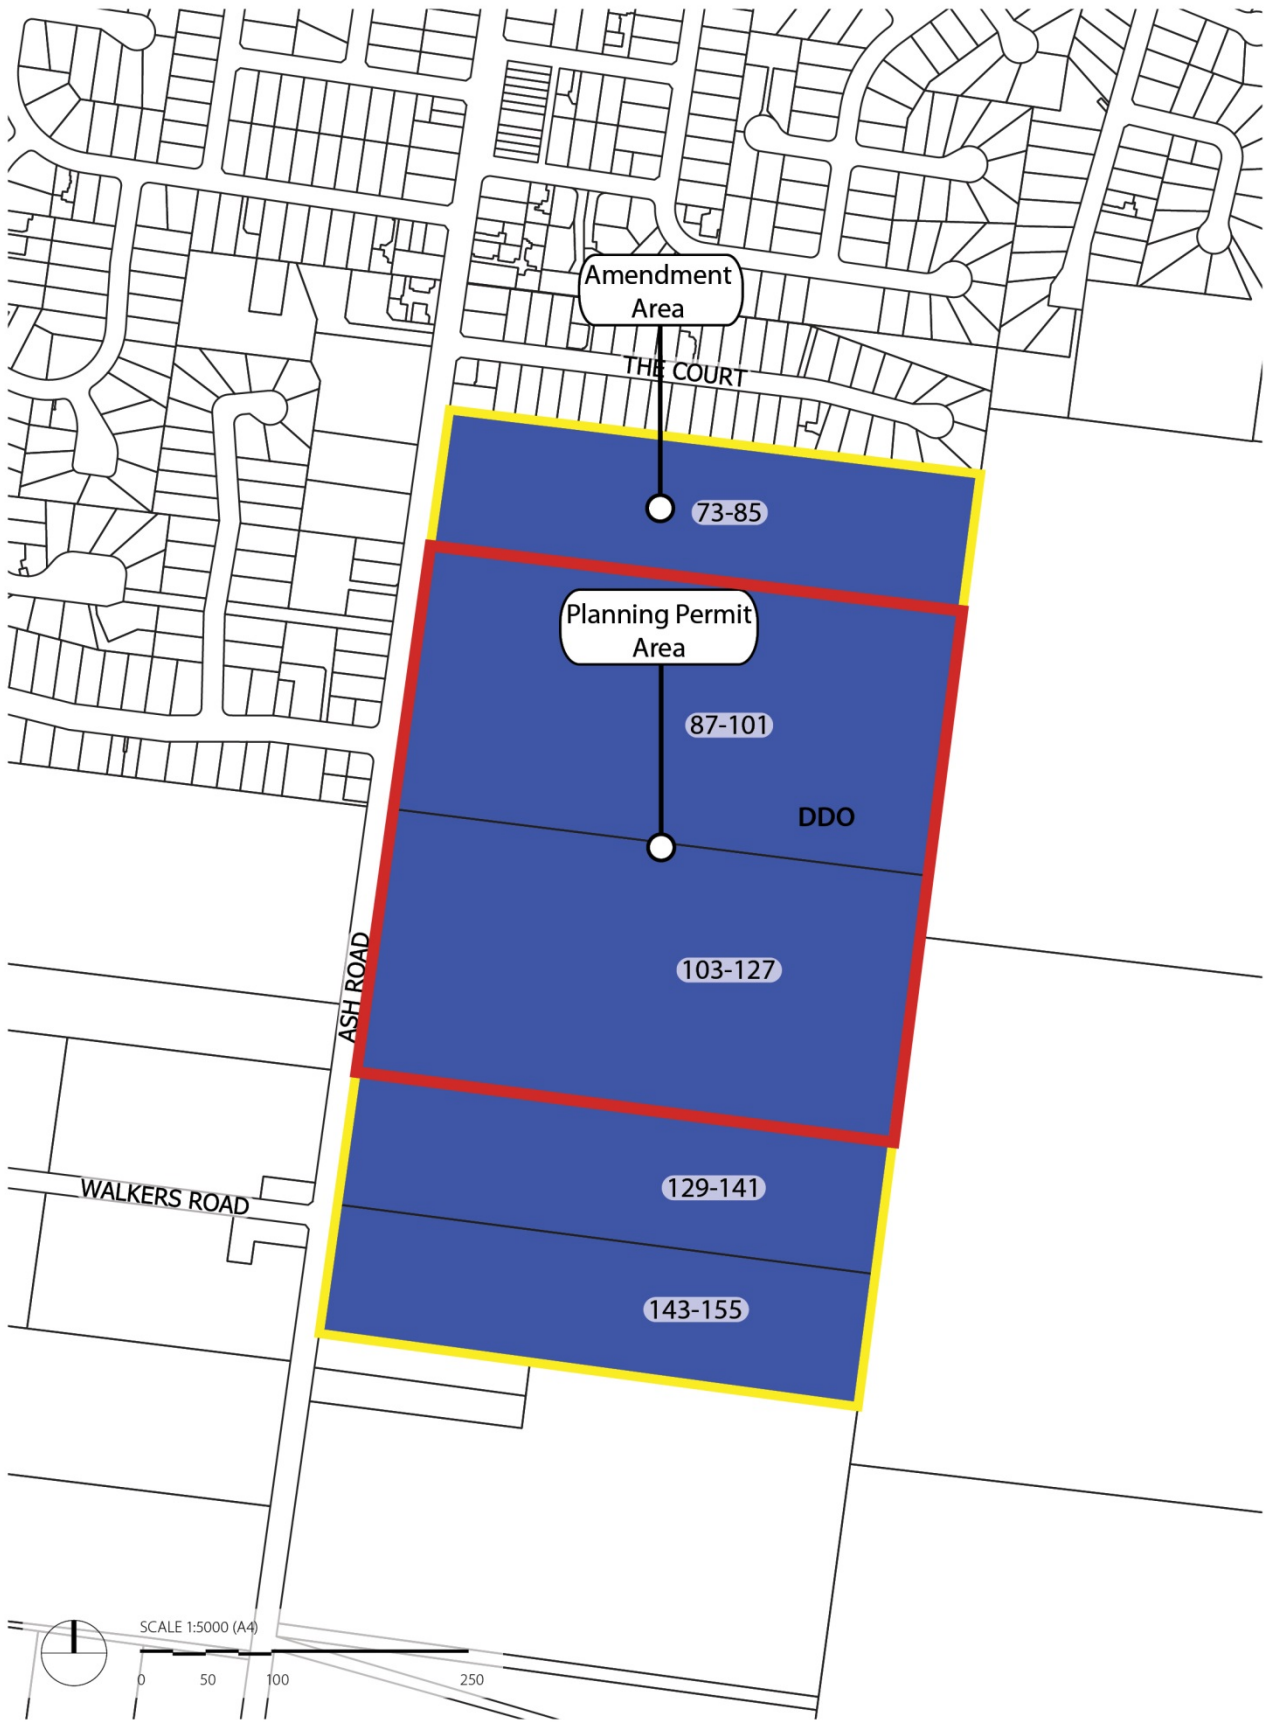 Amendment
Area
THE COURT
73-85
Planning Permit
Area
87-101
DDO
103-127
ASH ROAD
129-141
WALKERS ROAD
143-155
SCALE 1:5000 (A4)
0 50 100 250